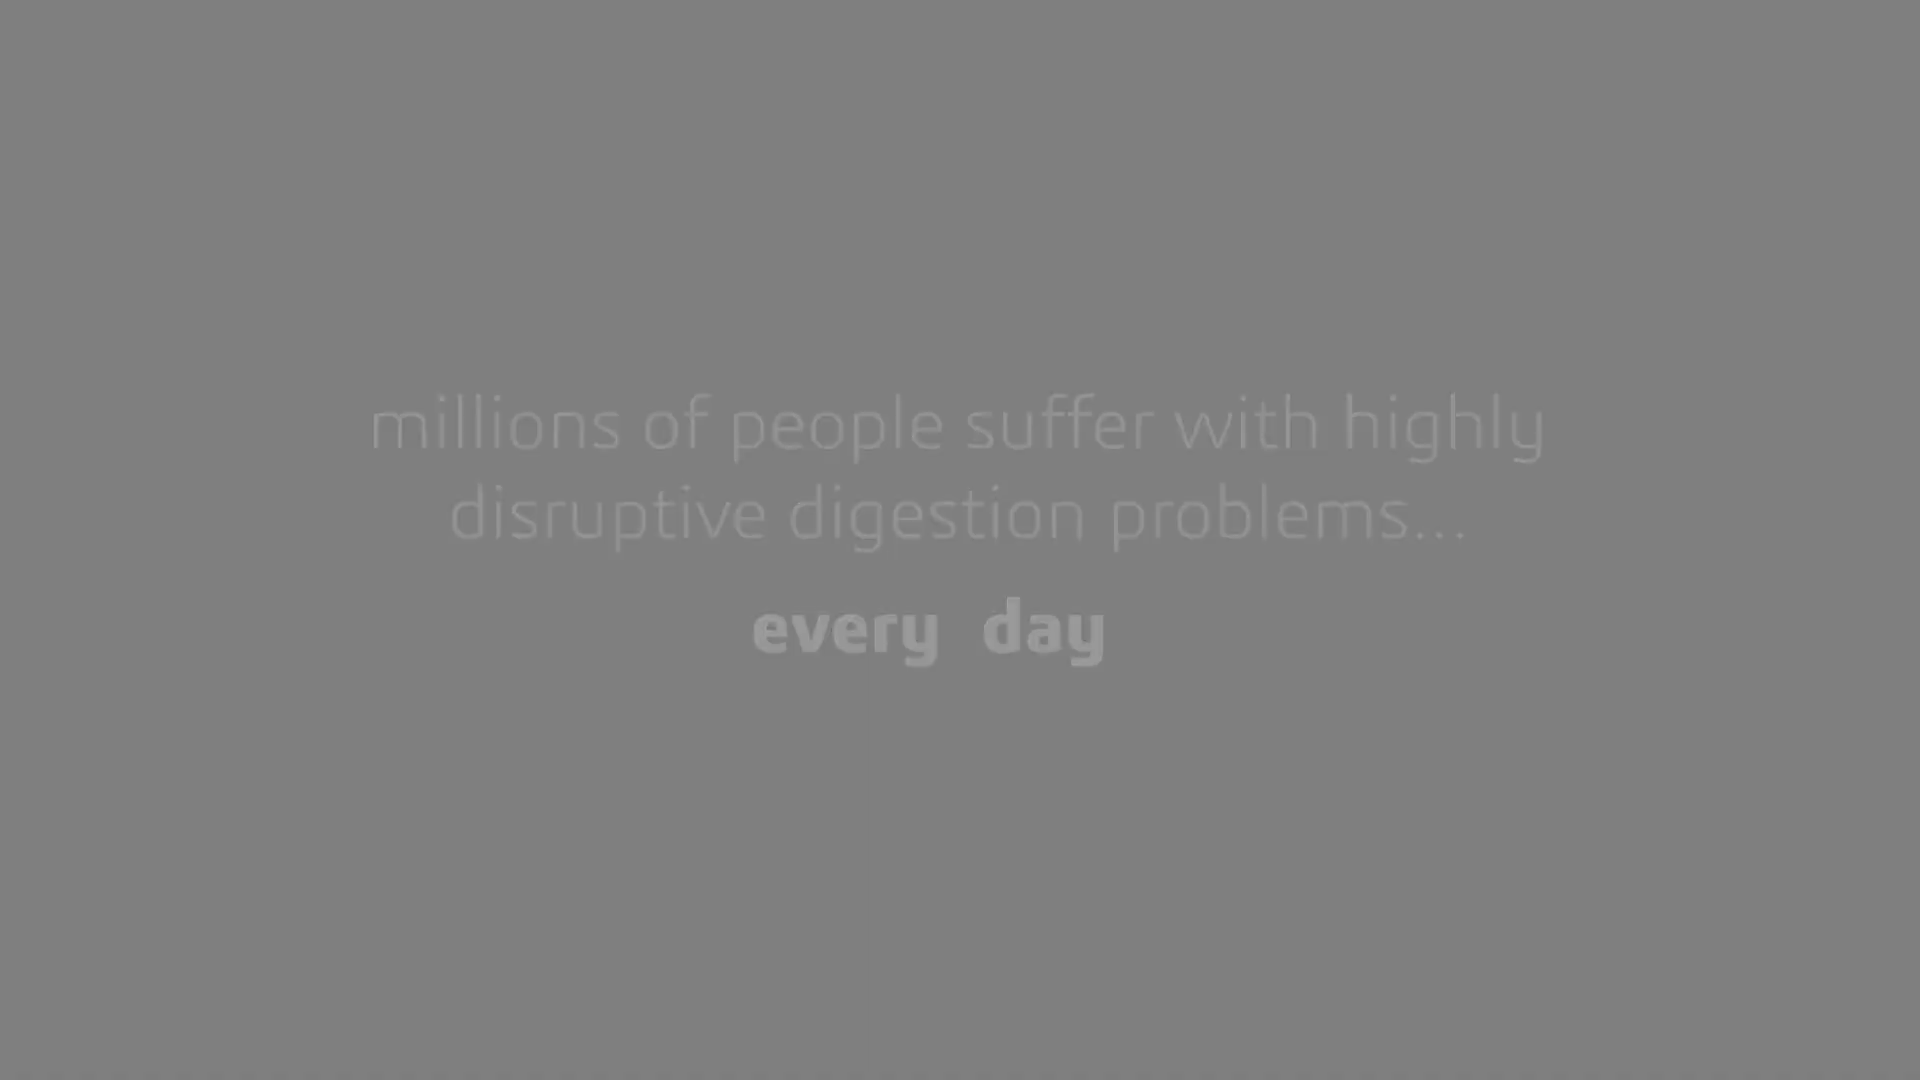 millions of people suffer with highly
disruptive digestion problems...
every day